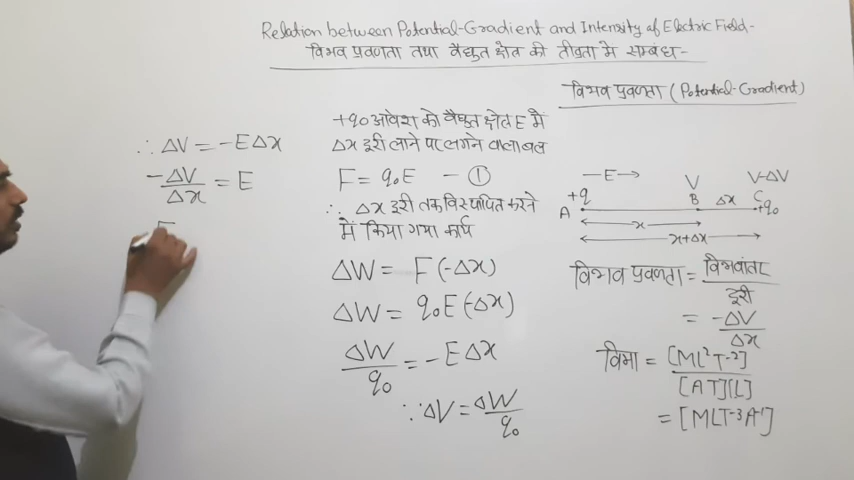 Relation between Potential-Gradient and Intensity of Electric Field-
विभव प्रवणता तथा वैद्युत क्षेत्र की तीव्रता मे सम्बंध-
विभव प्रवणता (Potential-Gradient)
∴ ΔV = -EΔx
-ΔV/Δx = E
E
+q₀ आवेश को वैद्युत क्षेत्र E में
Δx दूरी लाने पर लगने वाला बल
F = q₀E - ①
∴ Δx दूरी तक विस्थापित करने
में किया गया कार्य
ΔW = F(-Δx)
ΔW = q₀E(-Δx)
ΔW/q₀ = -EΔx
∵ ΔV = ΔW/q₀
-E→ V V-ΔV
+q B Δx C
A +q₀
x
x+Δx
विभव प्रवणता = विभवांतर/दूरी
= -ΔV/Δx
विमा = [ML²T⁻²]/[AT][L]
= [MLT⁻³A⁻¹]